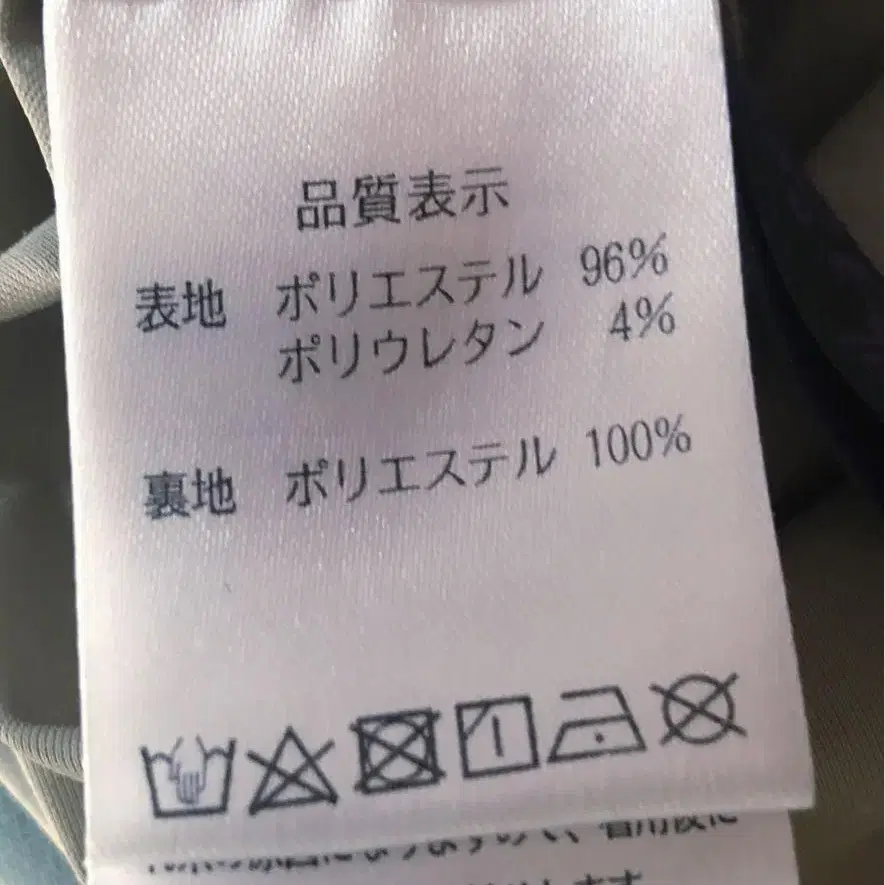 品質表示
表地 ポリエステル 96%
ポリウレタン 4%
裏地 ポリエステル 100%